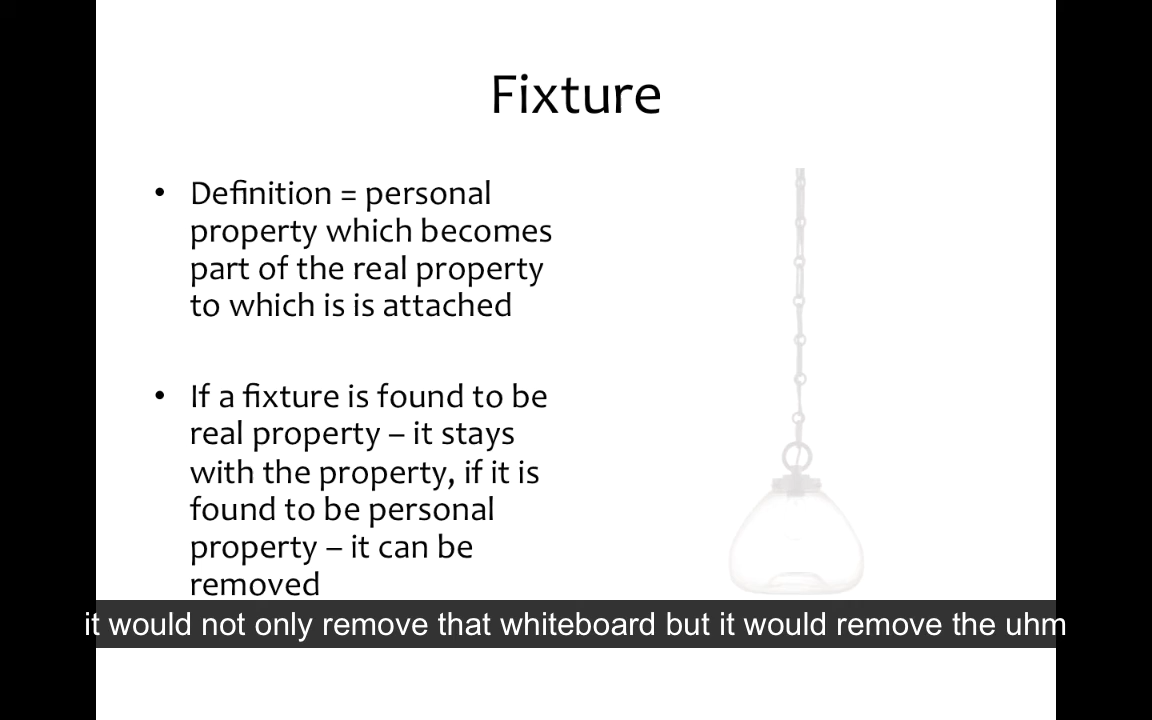 Fixture
• Definition = personal
property which becomes
part of the real property
to which is is attached
• If a fixture is found to be
real property – it stays
with the property, if it is
found to be personal
property – it can be
removed
it would not only remove that whiteboard but it would remove the uhm